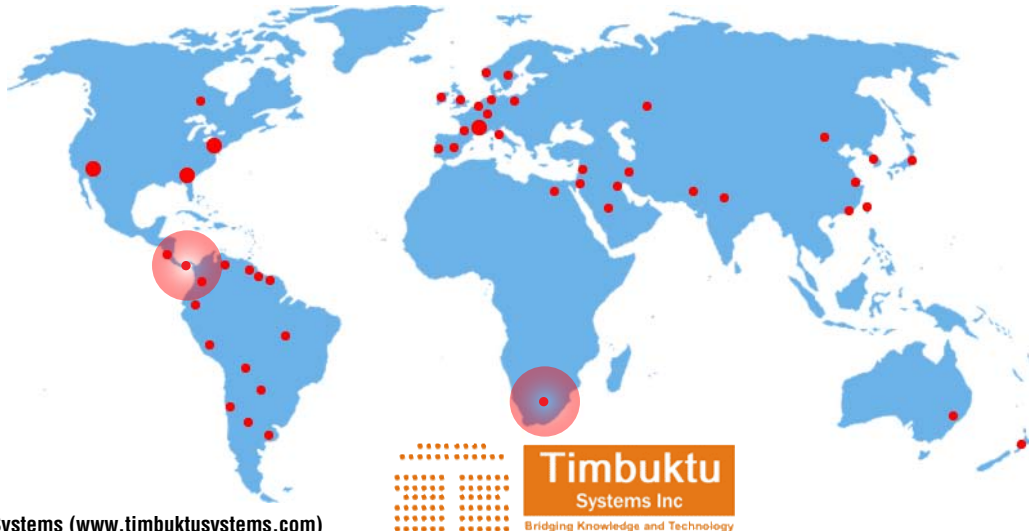 Timbuktu
Systems Inc
Bridging Knowledge and Technology
ystems (www.timbuktusystems.com)